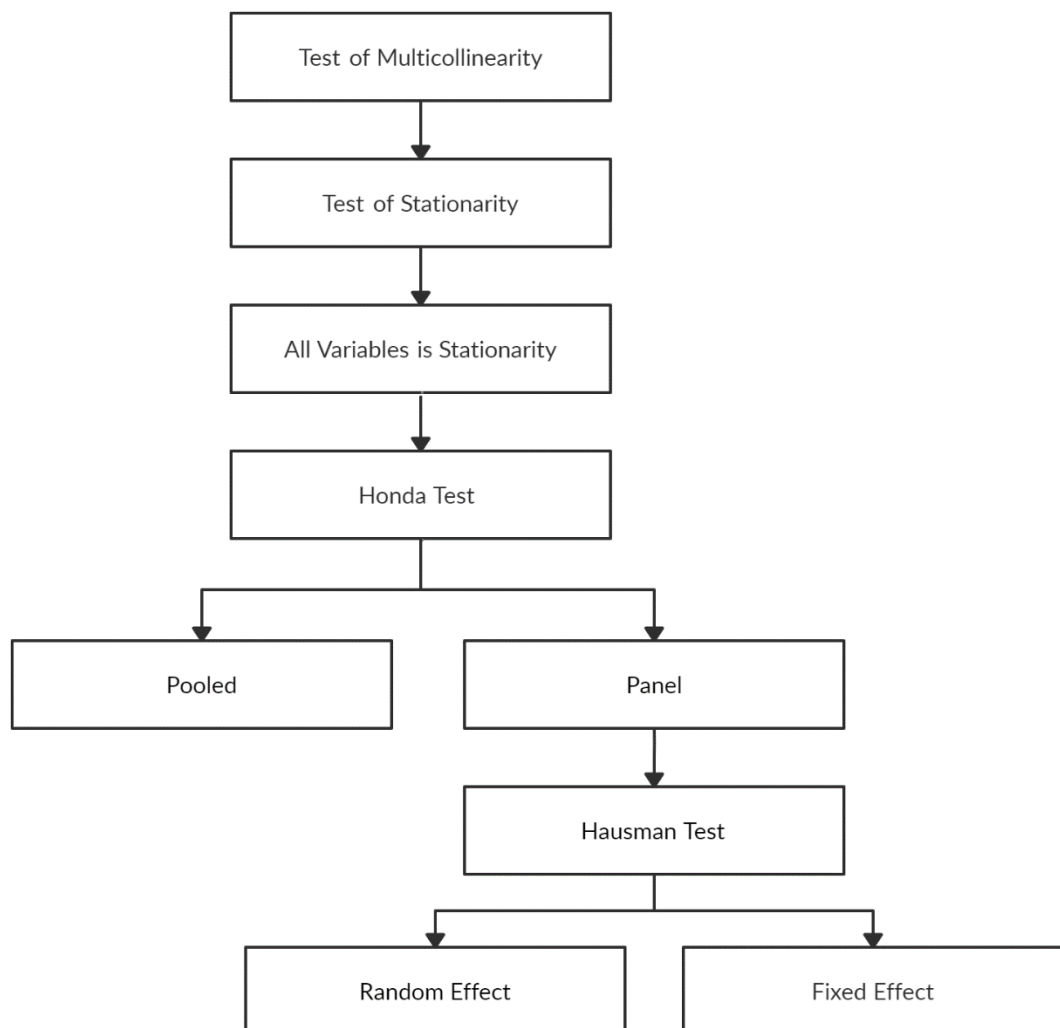 Test of Multicollinearity
Test of Stationarity
All Variables is Stationarity
Honda Test
Pooled
Panel
Hausman Test
Random Effect
Fixed Effect